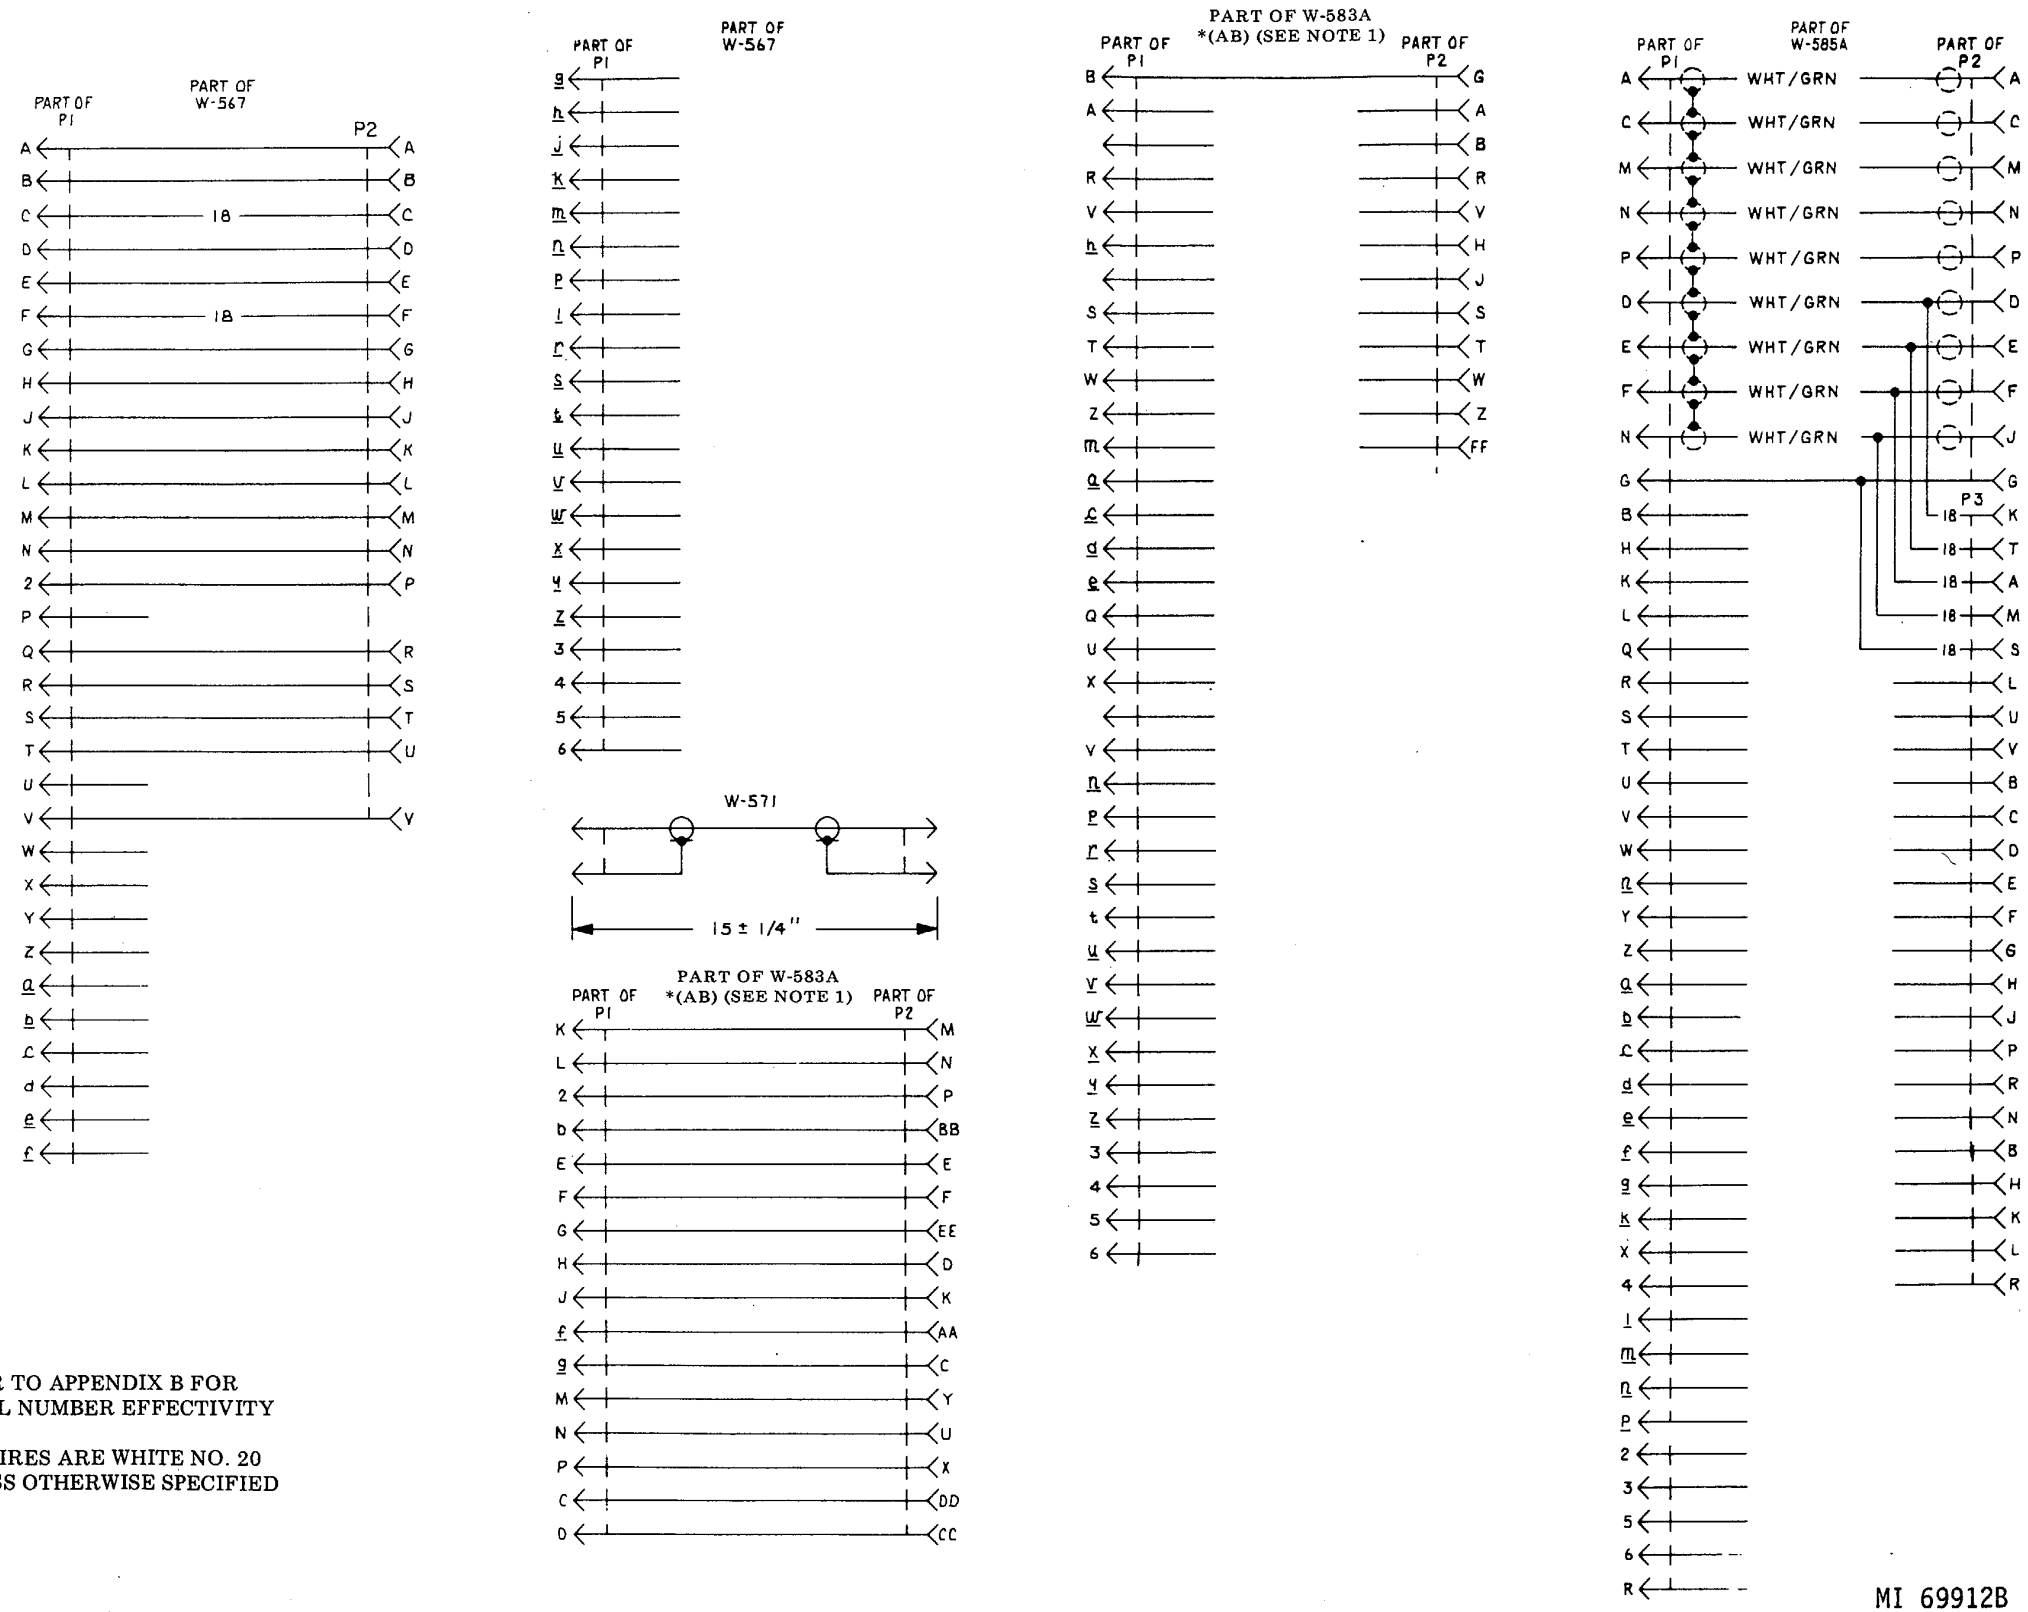 PART OF
W-567
PART OF
P1
P2
A A
B B
C 18 C
D D
E E
F 18 F
G G
H H
J J
K K
L L
M M
N N
2 P
P
Q R
R S
S T
T U
U
V V
W
X
Y
Z
a
b
c
d
e
f
R TO APPENDIX B FOR
L NUMBER EFFECTIVITY
IRES ARE WHITE NO. 20
SS OTHERWISE SPECIFIED
PART OF
W-567
PART OF
P1
g
h
j
k
m
n
p
i
r
s
t
u
v
w
x
y
z
3
4
5
6
W-571
15 ± 1/4"
PART OF W-583A
*(AB) (SEE NOTE 1)
PART OF
P1
PART OF
P2
K M
L N
2 P
b BB
E E
F F
G EE
H D
J K
f AA
g C
M Y
N U
P X
C DD
D CC
PART OF W-583A
*(AB) (SEE NOTE 1)
PART OF
P1
PART OF
P2
B G
A A
B
R R
V V
h H
J
S S
T T
W W
Z Z
m FF
a
c
d
e
Q
U
X
V
n
p
r
s
t
u
v
w
x
y
z
3
4
5
6
PART OF
W-585A
PART OF
P1
PART OF
P2
A WHT/GRN A
C WHT/GRN C
M WHT/GRN M
N WHT/GRN N
P WHT/GRN P
D WHT/GRN D
E WHT/GRN E
F WHT/GRN F
N WHT/GRN J
G G
P3
B 18 K
H 18 T
K 18 A
L 18 M
Q 18 S
R L
S U
T V
U B
V C
W D
n E
Y F
Z G
a H
b J
c P
d R
e N
f B
g H
k K
X L
4 R
i
m
n
p
2
3
5
6
R
MI 69912B